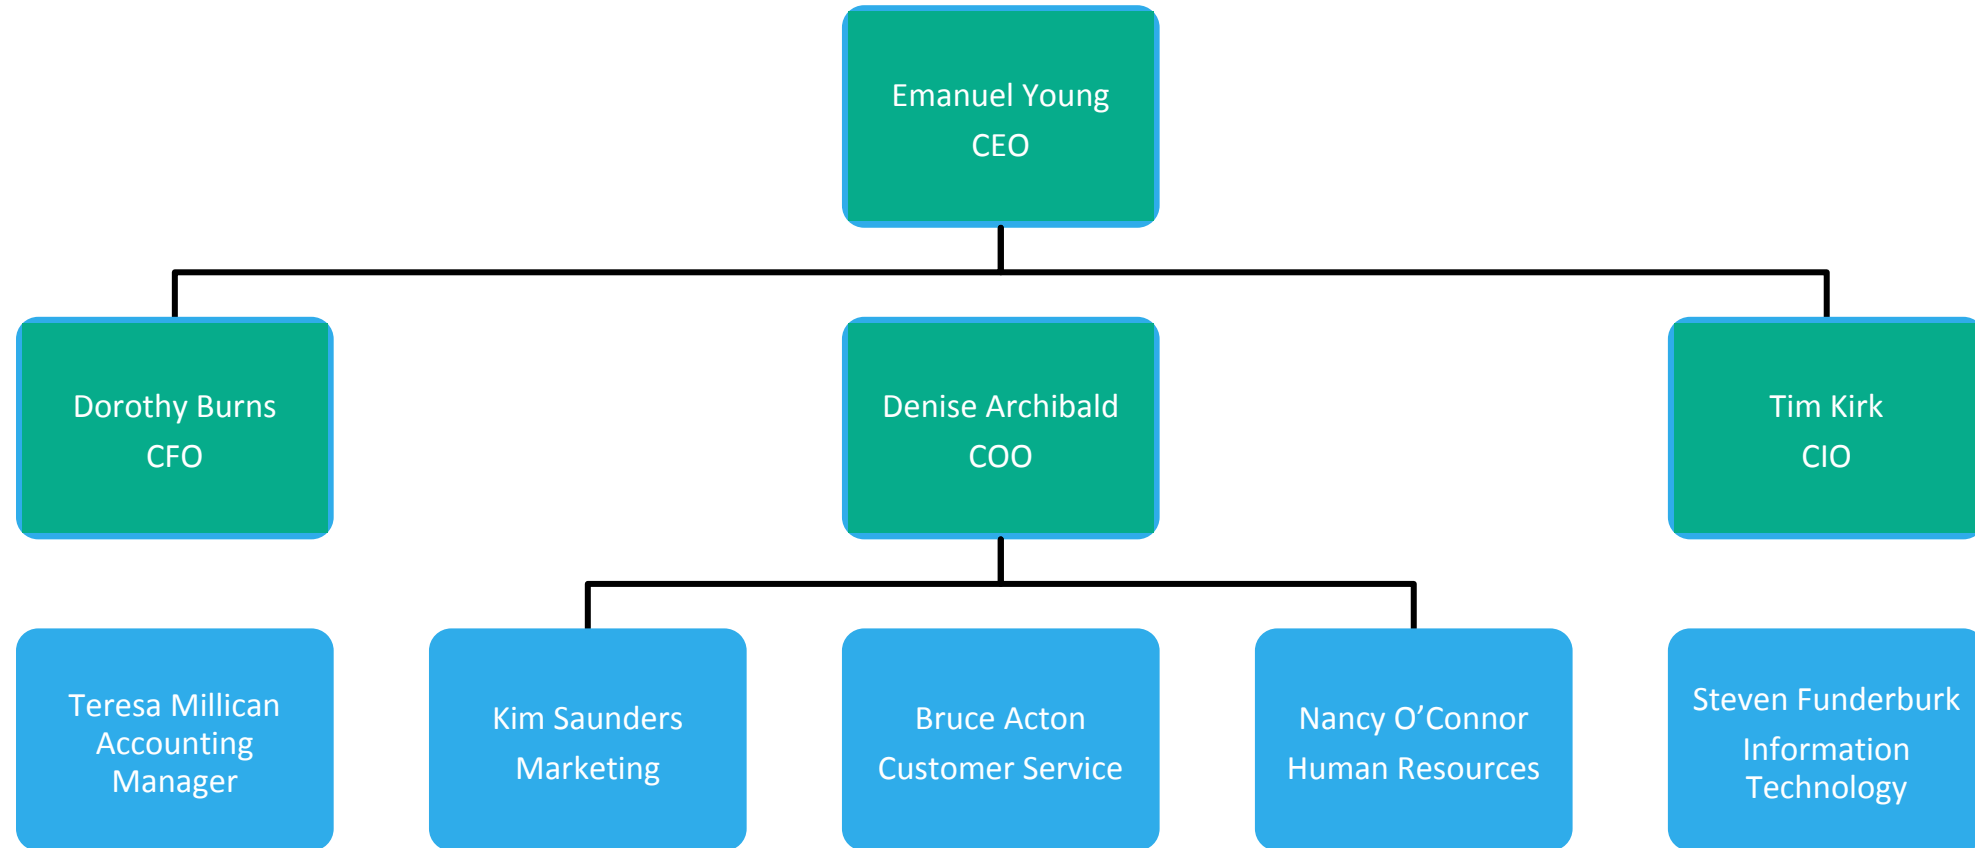 Emanuel Young
CEO
Dorothy Burns
CFO
Denise Archibald
COO
Tim Kirk
CIO
Teresa Millican
Accounting
Manager
Kim Saunders
Marketing
Bruce Acton
Customer Service
Nancy O’Connor
Human Resources
Steven Funderburk
Information
Technology